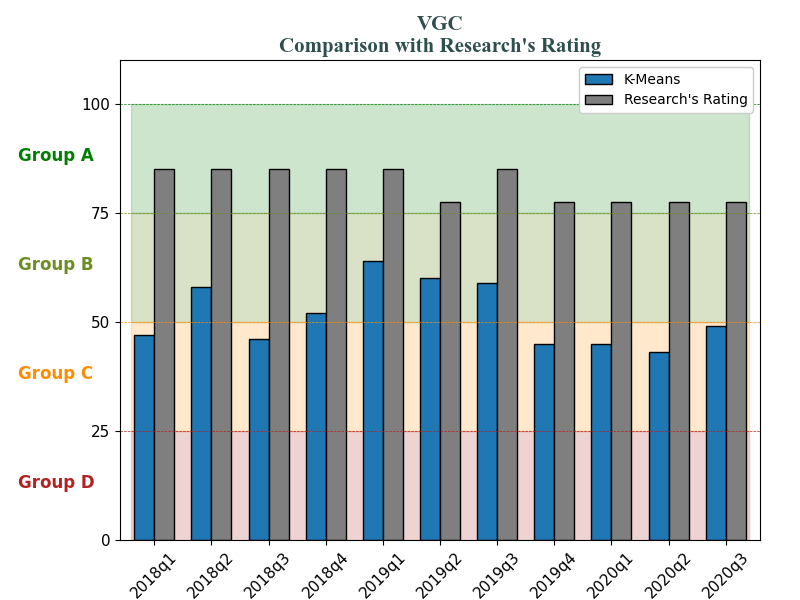 VGC
Comparison with Research's Rating
K-Means
Research's Rating
100
Group A
75
Group B
50
Group C
25
Group D
0
2018q1
2018q2
2018q3
2018q4
2019q1
2019q2
2019q3
2019q4
2020q1
2020q2
2020q3